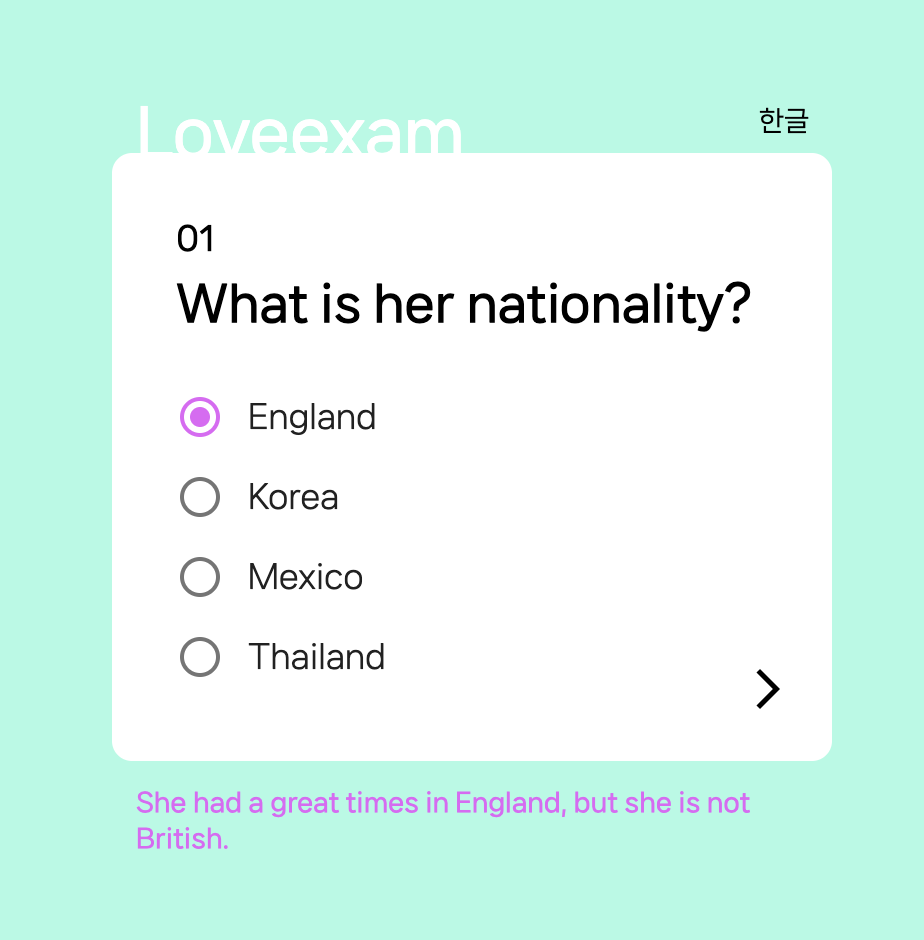 Loveexam
한글
01
What is her nationality?
England
Korea
Mexico
Thailand
She had a great times in England, but she is not
British.